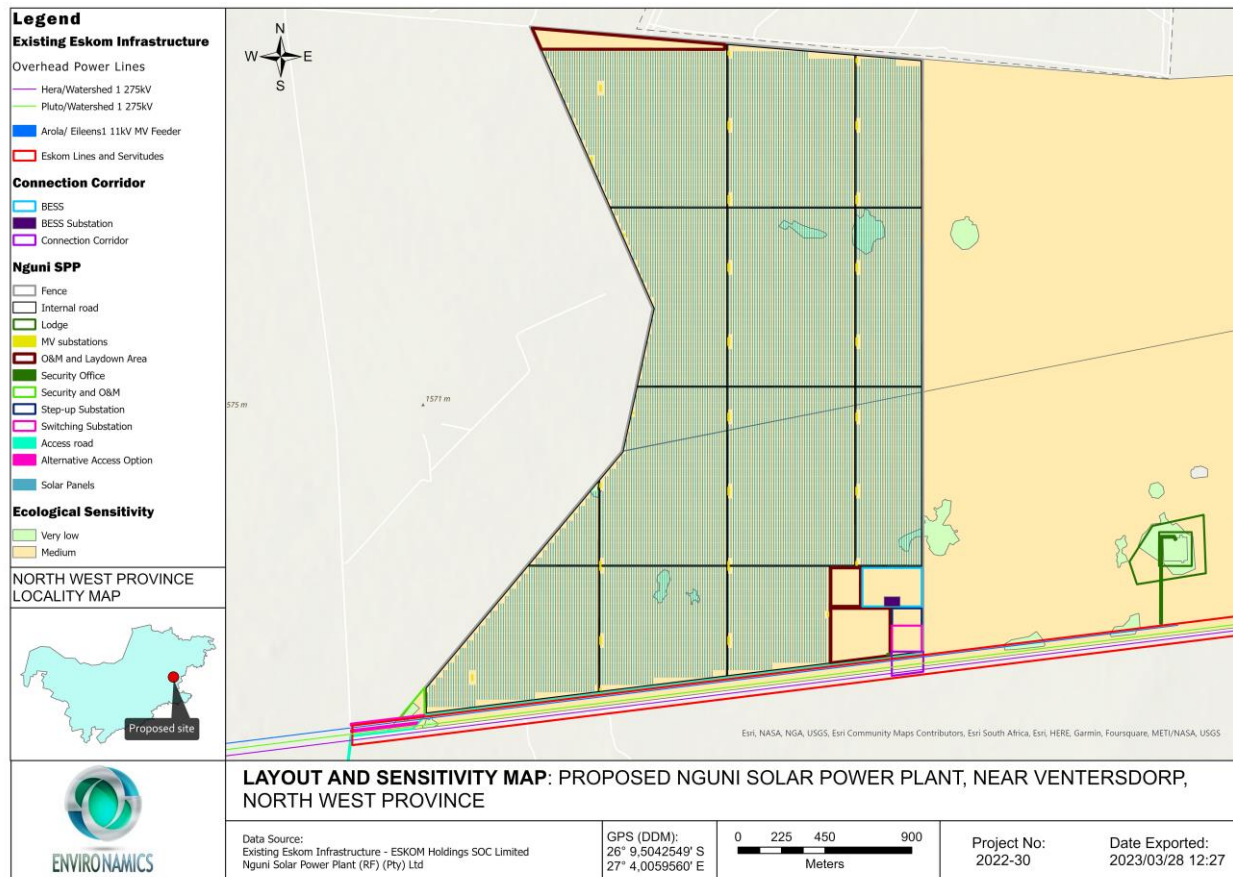 Legend
Existing Eskom Infrastructure
Overhead Power Lines
Hera/Watershed 1 275kV
Pluto/Watershed 1 275kV
Arola/ Eileens1 11kV MV Feeder
Eskom Lines and Servitudes
Connection Corridor
BESS
BESS Substation
Connection Corridor
Nguni SPP
Fence
Internal road
Lodge
MV substations
O&M and Laydown Area
Security Office
Security and O&M
Step-up Substation
Switching Substation
Access road
Alternative Access Option
Solar Panels
Ecological Sensitivity
Very low
Medium
NORTH WEST PROVINCE
LOCALITY MAP
Proposed site
N
W E
S
575 m
1571 m
Esri, NASA, NGA, USGS, Esri Community Maps Contributors, Esri South Africa, Esri, HERE, Garmin, Foursquare, METI/NASA, USGS
ENVIRONAMICS
LAYOUT AND SENSITIVITY MAP: PROPOSED NGUNI SOLAR POWER PLANT, NEAR VENTERSDORP,
NORTH WEST PROVINCE
Data Source:
Existing Eskom Infrastructure - ESKOM Holdings SOC Limited
Nguni Solar Power Plant (RF) (Pty) Ltd
GPS (DDM):
26° 9,5042549' S
27° 4,0059560' E
0 225 450 900
Meters
Project No:
2022-30
Date Exported:
2023/03/28 12:27